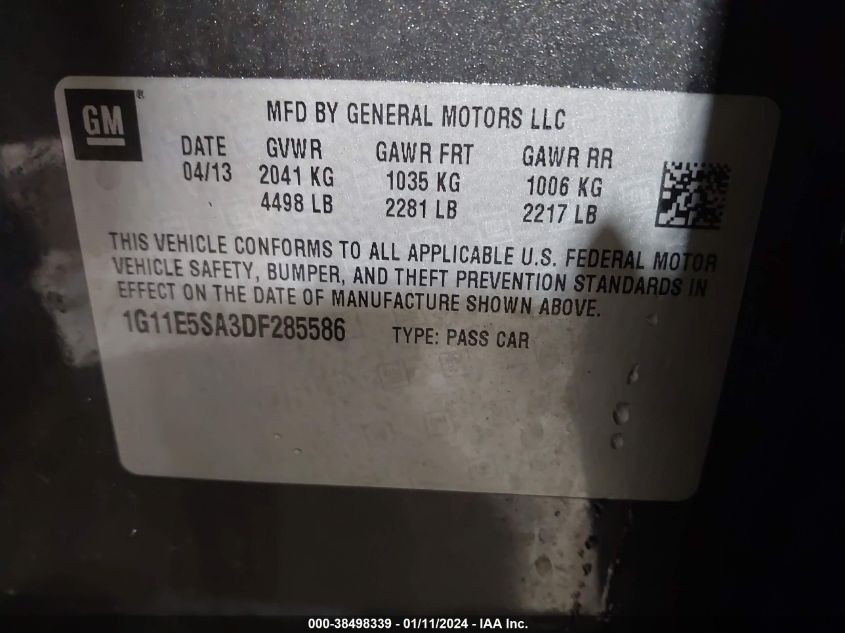 GM ®
MFD BY GENERAL MOTORS LLC
DATE GVWR GAWR FRT GAWR RR
04/13 2041 KG 1035 KG 1006 KG
4498 LB 2281 LB 2217 LB
THIS VEHICLE CONFORMS TO ALL APPLICABLE U.S. FEDERAL MOTOR
VEHICLE SAFETY, BUMPER, AND THEFT PREVENTION STANDARDS IN
EFFECT ON THE DATE OF MANUFACTURE SHOWN ABOVE.
1G11E5SA3DF285586 TYPE: PASS CAR
000-38498339 - 01/11/2024 - IAA Inc.